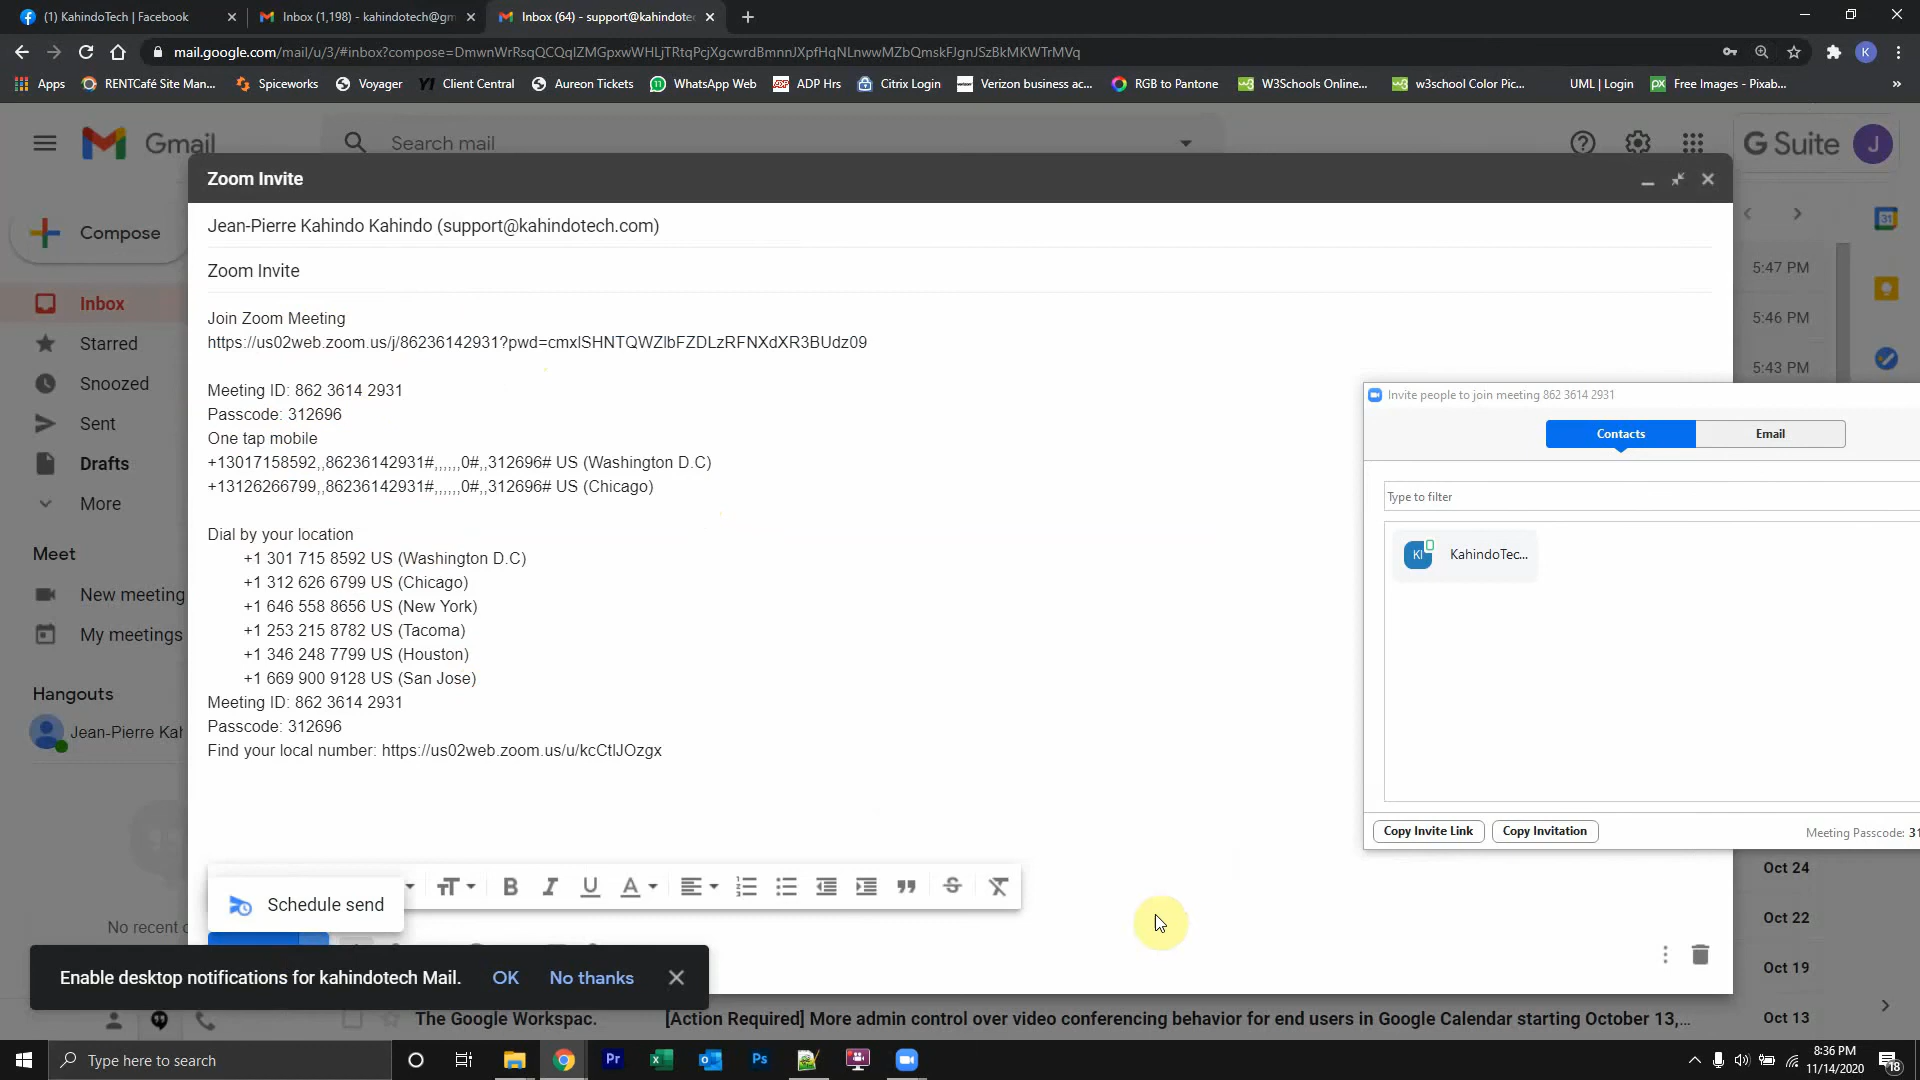 (1) KahindoTech | Facebook
Inbox (1,198) - kahindotech@gm
Inbox (64) - support@kahindotec
mail.google.com/mail/u/3/#inbox?compose=
Apps
RENTCafé Site Man...
Spiceworks
Voyager
Client Central
Aureon Tickets
WhatsApp Web
ADP Hrs
Citrix Login
Verizon business ac...
RGB to Pantone
W3Schools Online...
w3school Color Pic...
UML | Login
Free Images - Pixab...
Gmail
Search mail
G Suite
J
Zoom Invite
Compose
Jean-Pierre Kahindo Kahindo (support@kahindotech.com)
Zoom Invite
5:47 PM
Inbox
Join Zoom Meeting
5:46 PM
Starred
https://us02web.zoom.us/j/86236142931?pwd=cmxlSHNTQWZlbFZDLzRFNXdXR3BUdz09
5:43 PM
Snoozed
Meeting ID: 862 3614 2931
Invite people to join meeting 862 3614 2931
Sent
Passcode: 312696
Contacts
Email
One tap mobile
Drafts
+13017158592,,86236142931#,,,,,,0#,,312696# US (Washington D.C)
+13126266799,,86236142931#,,,,,,0#,,312696# US (Chicago)
Type to filter
More
Dial by your location
Meet
+1 301 715 8592 US (Washington D.C)
KI
KahindoTec...
+1 312 626 6799 US (Chicago)
New meeting
+1 646 558 8656 US (New York)
+1 253 215 8782 US (Tacoma)
My meetings
+1 346 248 7799 US (Houston)
+1 669 900 9128 US (San Jose)
Hangouts
Meeting ID: 862 3614 2931
Passcode: 312696
Jean-Pierre Kah
Find your local number: https://us02web.zoom.us/u/kcCtlJOzgx
Copy Invite Link
Copy Invitation
Meeting Passcode: 31
Oct 24
Schedule send
No recent c
Oct 22
Enable desktop notifications for kahindotech Mail.
OK
No thanks
Oct 19
The Google Workspac.
[Action Required] More admin control over video conferencing behavior for end users in Google Calendar starting October 13,...
Oct 13
Type here to search
8:36 PM
11/14/2020
18